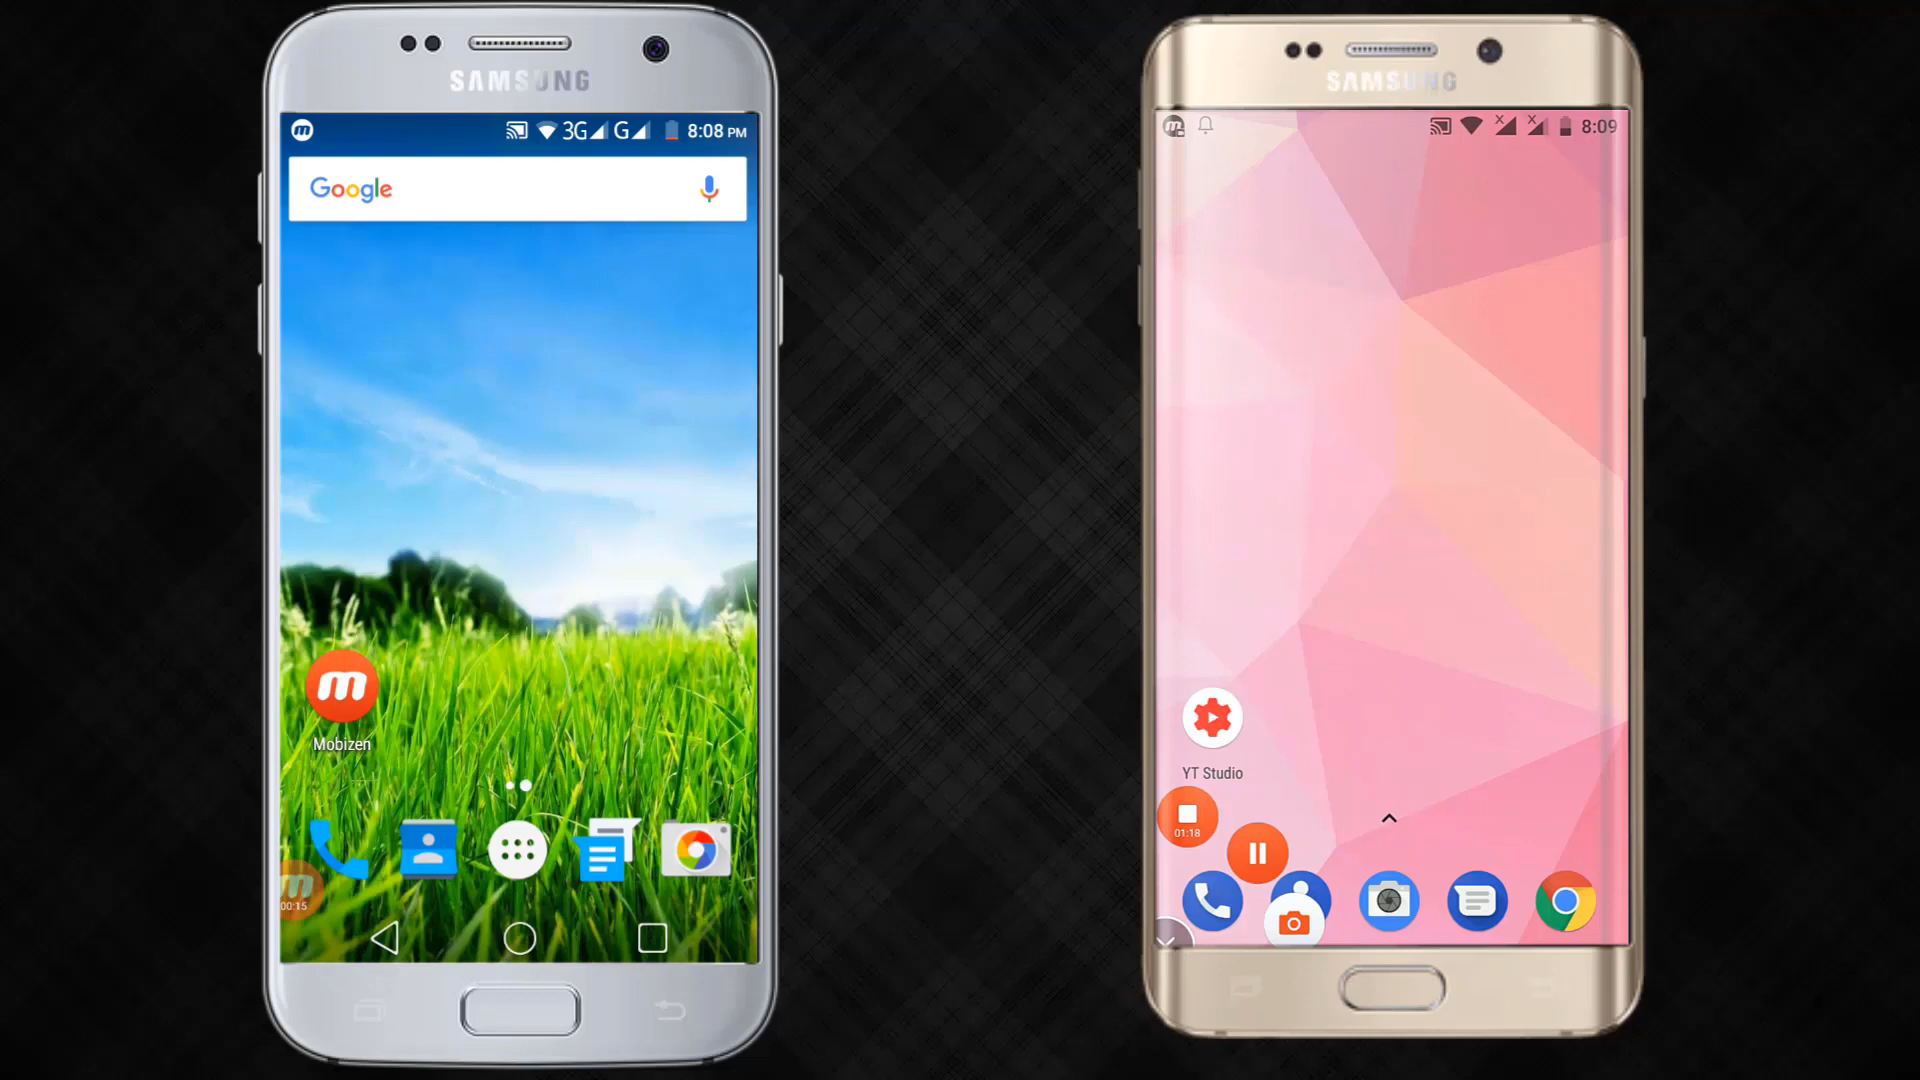 SAMSUNG
m 3G G 8:08 PM
Google
m
Mobizen
m
00:15
SAMSUNG
m x x 8:09
YT Studio
01:18